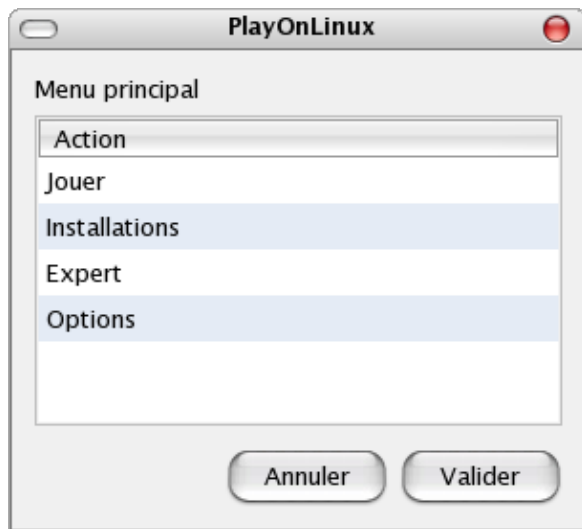 PlayOnLinux
Menu principal
Action
Jouer
Installations
Expert
Options
Annuler Valider